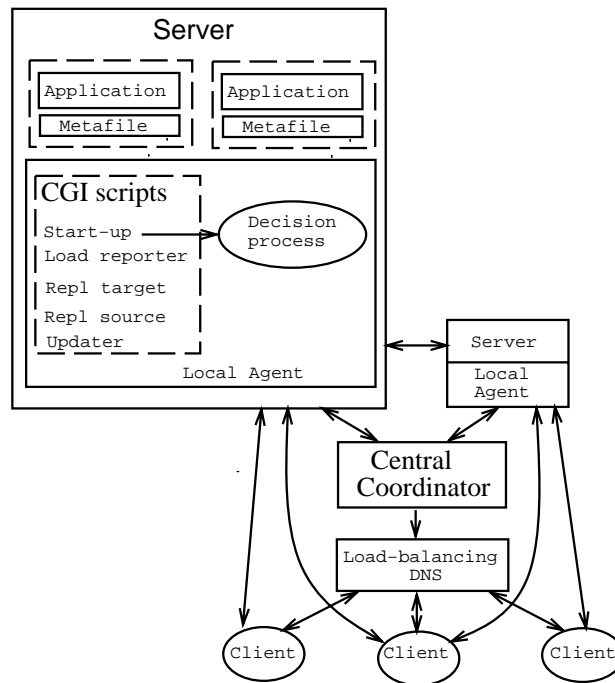 Server
Application
Metafile
Application
Metafile
CGI scripts
Start-up
Load reporter
Repl target
Repl source
Updater
Decision
process
Local Agent
Server
Local
Agent
Central
Coordinator
Load-balancing
DNS
Client
Client
Client